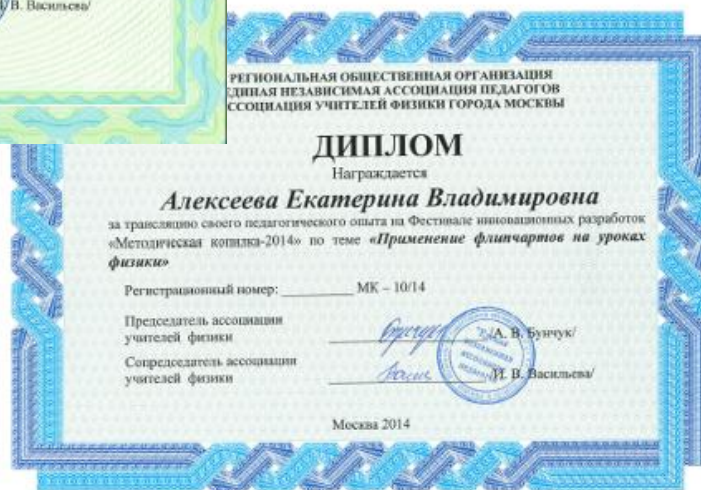 В. Васильева/
РЕГИОНАЛЬНАЯ ОБЩЕСТВЕННАЯ ОРГАНИЗАЦИЯ
ЕДИНАЯ НЕЗАВИСИМАЯ АССОЦИАЦИЯ ПЕДАГОГОВ
ССОЦИАЦИЯ УЧИТЕЛЕЙ ФИЗИКИ ГОРОДА МОСКВЫ
ДИПЛОМ
Награждается
Алексеева Екатерина Владимировна
за трансляцию своего педагогического опыта на Фестивале инновационных разработок
«Методическая копилка-2014» по теме «Применение флипчартов на уроках
физики»
Регистрационный номер: __________ МК – 10/14
Председатель ассоциации
учителей физики /А. В. Бунчук/
Сопредседатель ассоциации
учителей физики /И. В. Васильева/
Москва 2014